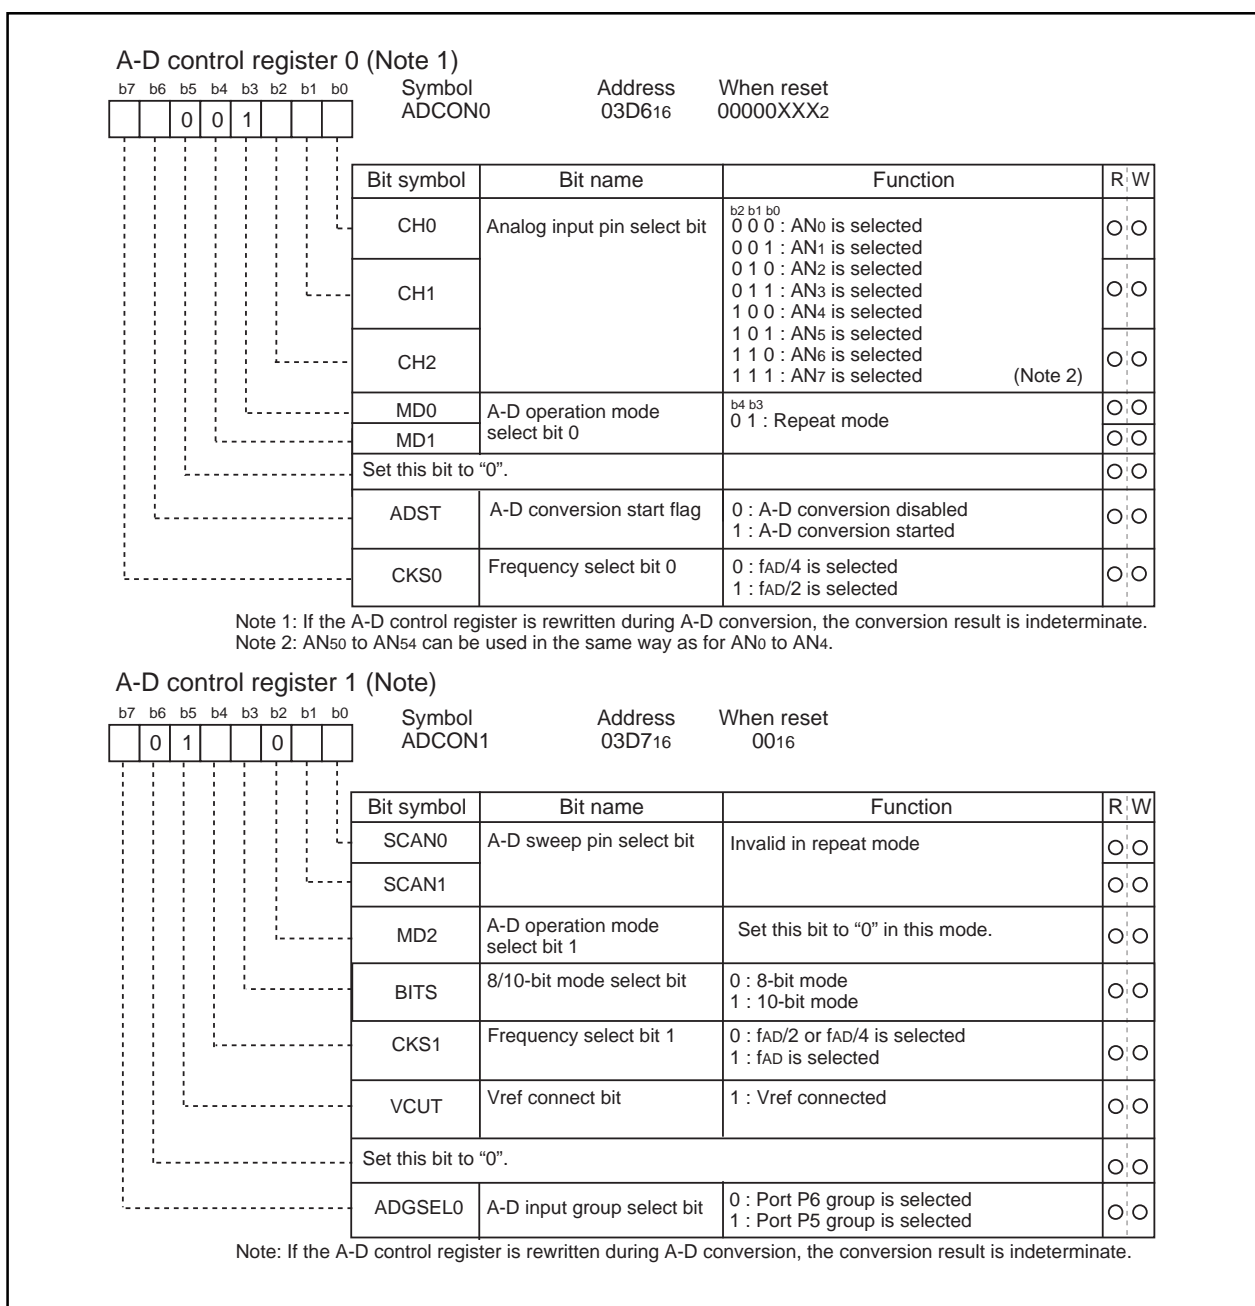 A-D control register 0 (Note 1)
b7 b6 b5 b4 b3 b2 b1 b0
Symbol Address When reset
ADCON0 03D616 00000XXX2
0 0 1
Bit symbol Bit name Function R W
CH0 Analog input pin select bit
b2 b1 b0
0 0 0 : AN0 is selected
0 0 1 : AN1 is selected
0 1 0 : AN2 is selected
CH1
0 1 1 : AN3 is selected
1 0 0 : AN4 is selected
1 0 1 : AN5 is selected
CH2
1 1 0 : AN6 is selected
1 1 1 : AN7 is selected (Note 2)
MD0 A-D operation mode
select bit 0
b4 b3
0 1 : Repeat mode
MD1
Set this bit to “0”.
ADST A-D conversion start flag 0 : A-D conversion disabled
1 : A-D conversion started
CKS0 Frequency select bit 0 0 : fAD/4 is selected
1 : fAD/2 is selected
Note 1: If the A-D control register is rewritten during A-D conversion, the conversion result is indeterminate.
Note 2: AN50 to AN54 can be used in the same way as for AN0 to AN4.
A-D control register 1 (Note)
b7 b6 b5 b4 b3 b2 b1 b0
Symbol Address When reset
ADCON1 03D716 0016
0 1 0
Bit symbol Bit name Function R W
SCAN0 A-D sweep pin select bit Invalid in repeat mode
SCAN1
MD2 A-D operation mode
select bit 1
Set this bit to “0” in this mode.
BITS 8/10-bit mode select bit 0 : 8-bit mode
1 : 10-bit mode
CKS1 Frequency select bit 1 0 : fAD/2 or fAD/4 is selected
1 : fAD is selected
VCUT Vref connect bit 1 : Vref connected
Set this bit to “0”.
ADGSEL0 A-D input group select bit 0 : Port P6 group is selected
1 : Port P5 group is selected
Note: If the A-D control register is rewritten during A-D conversion, the conversion result is indeterminate.